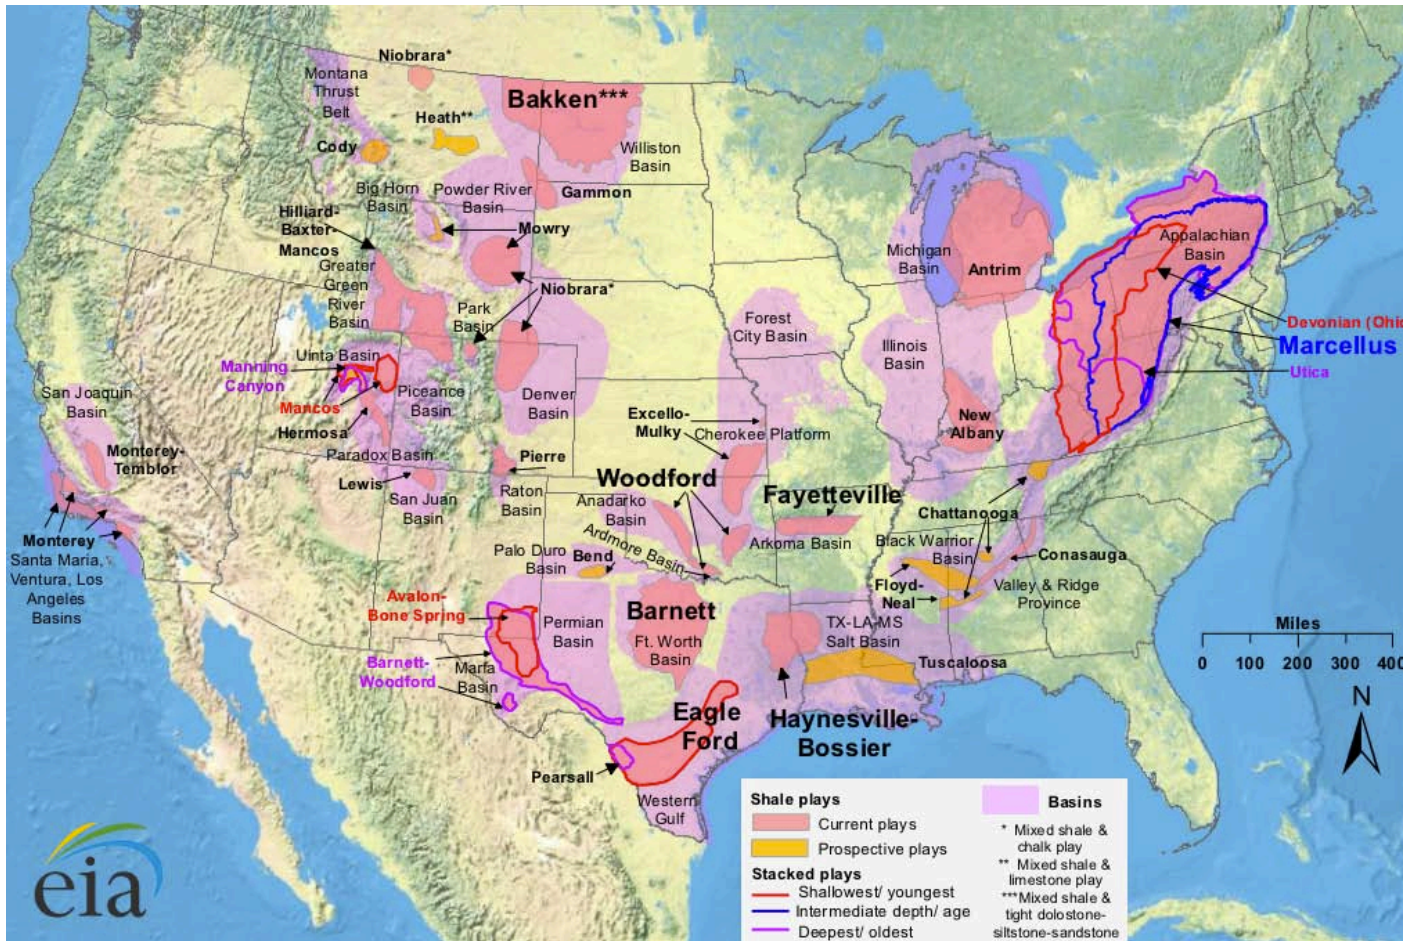 Niobrara*
Montana
Thrust
Belt
Bakken***
Heath**
Cody
Williston
Basin
Big Horn
Basin
Powder River
Basin
Gammon
Hilliard-
Baxter-
Mancos
Mowry
Greater
Green
River
Basin
Niobrara*
Park
Basin
Michigan
Basin
Antrim
Appalachian
Basin
Devonian (Ohio
Marcellus
Utica
Forest
City Basin
Illinois
Basin
Uinta Basin
Manning
Canyon
Mancos
Piceance
Basin
Hermosa
Denver
Basin
San Joaquin
Basin
Monterey-
Temblor
Paradox Basin
Lewis
San Juan
Basin
Pierre
Raton
Basin
Excello-
Mulky
Cherokee Platform
New
Albany
Woodford
Anadarko
Basin
Fayetteville
Arkoma Basin
Ardmore Basin
Chattanooga
Black Warrior
Basin
Conasauga
Floyd-
Neal
Valley & Ridge
Province
Monterey
Santa Maria,
Ventura, Los
Angeles
Basins
Palo Duro
Basin
Bend
Avalon-
Bone Spring
Permian
Basin
Barnett
Ft. Worth
Basin
TX-LA-MS
Salt Basin
Tuscaloosa
Barnett-
Woodford
Marfa
Basin
Eagle
Ford
Haynesville-
Bossier
Pearsall
Western
Gulf
Miles
0 100 200 300 400
N
Shale plays
Current plays
Prospective plays
Stacked plays
Shallowest/ youngest
Intermediate depth/ age
Deepest/ oldest
Basins
* Mixed shale &
chalk play
** Mixed shale &
limestone play
***Mixed shale &
tight dolostone-
siltstone-sandstone
eia